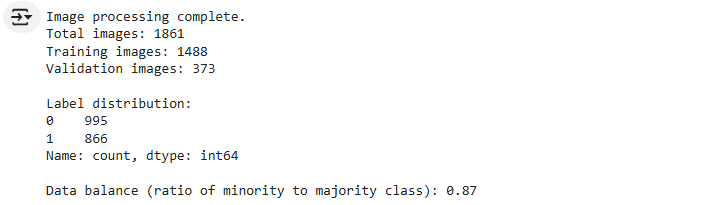 Image processing complete.
Total images: 1861
Training images: 1488
Validation images: 373

Label distribution:
0    995
1    866
Name: count, dtype: int64

Data balance (ratio of minority to majority class): 0.87